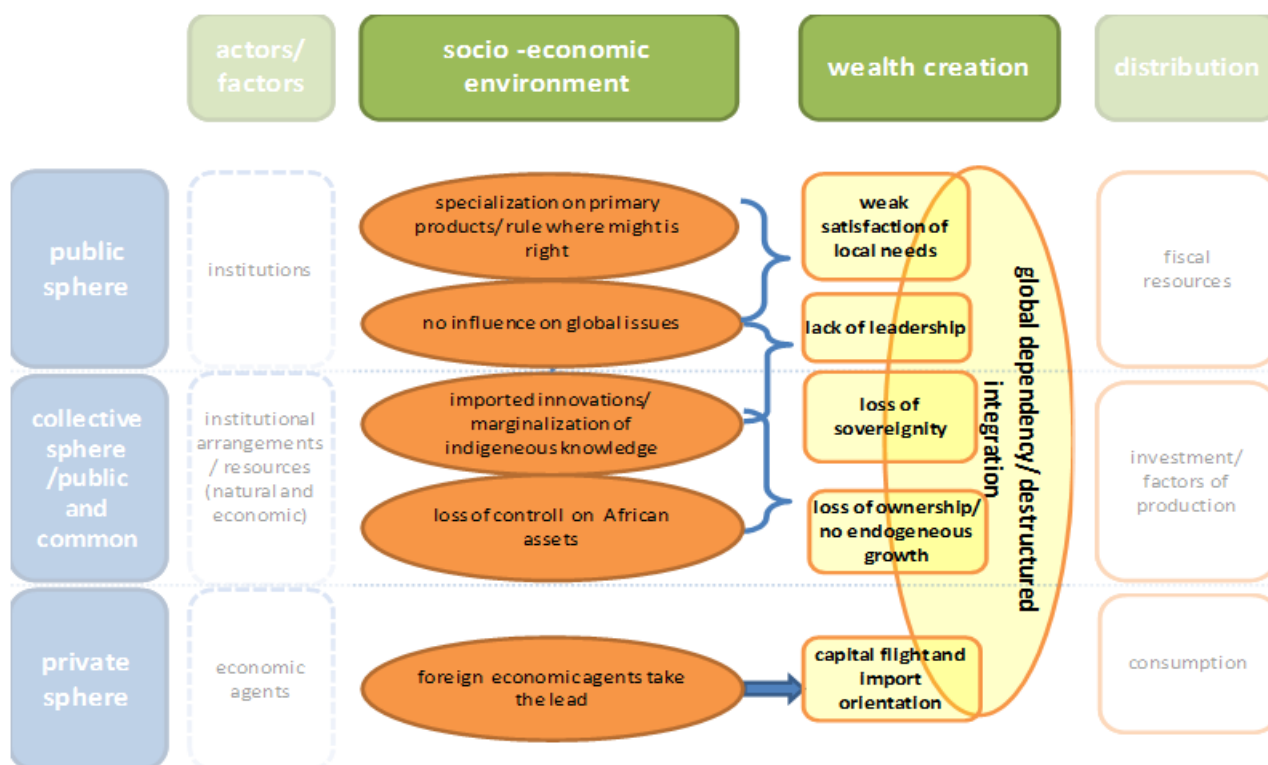 actors/
factors
socio -economic
environment
wealth creation
distribution
public
sphere
institutions
specialization on primary
products/ rule where might is
right
no influence on global issues
weak
satisfaction of
local needs
lack of leadership
fiscal
resources
collective
sphere
/public
and
common
institutional
arrangements
/ resources
(natural and
economic)
imported innovations/
marginalization of
indigeneous knowledge
loss of controll on African
assets
loss of
sovereignity
loss of ownership/
no endogeneous
growth
global dependency/ destructured
integration
investment/
factors of
production
private
sphere
economic
agents
foreign economic agents take
the lead
capital flight and
import
orientation
consumption